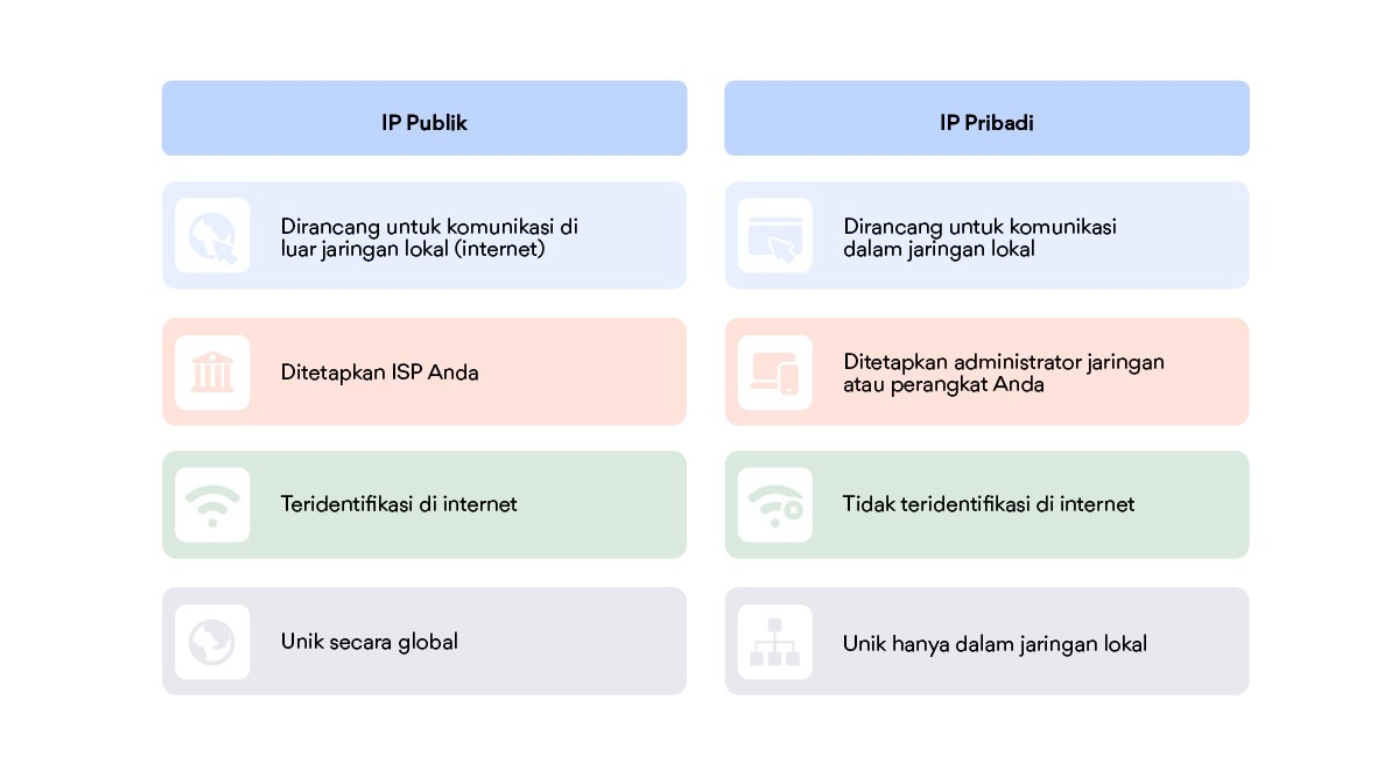 IP Publik
IP Pribadi
Dirancang untuk komunikasi di
luar jaringan lokal (internet)
Dirancang untuk komunikasi
dalam jaringan lokal
Ditetapkan ISP Anda
Ditetapkan administrator jaringan
atau perangkat Anda
Teridentifikasi di internet
Tidak teridentifikasi di internet
Unik secara global
Unik hanya dalam jaringan lokal